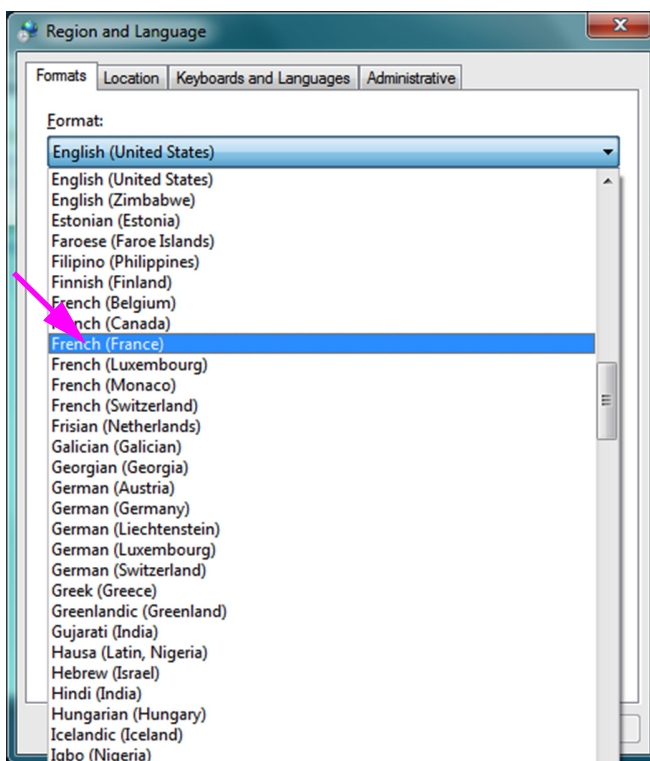 Region and Language
Formats Location Keyboards and Languages Administrative
Format:
English (United States)
English (United States)
English (Zimbabwe)
Estonian (Estonia)
Faroese (Faroe Islands)
Filipino (Philippines)
Finnish (Finland)
French (Belgium)
French (Canada)
French (France)
French (Luxembourg)
French (Monaco)
French (Switzerland)
Frisian (Netherlands)
Galician (Galician)
Georgian (Georgia)
German (Austria)
German (Germany)
German (Liechtenstein)
German (Luxembourg)
German (Switzerland)
Greek (Greece)
Greenlandic (Greenland)
Gujarati (India)
Hausa (Latin, Nigeria)
Hebrew (Israel)
Hindi (India)
Hungarian (Hungary)
Icelandic (Iceland)
Igbo (Nigeria)